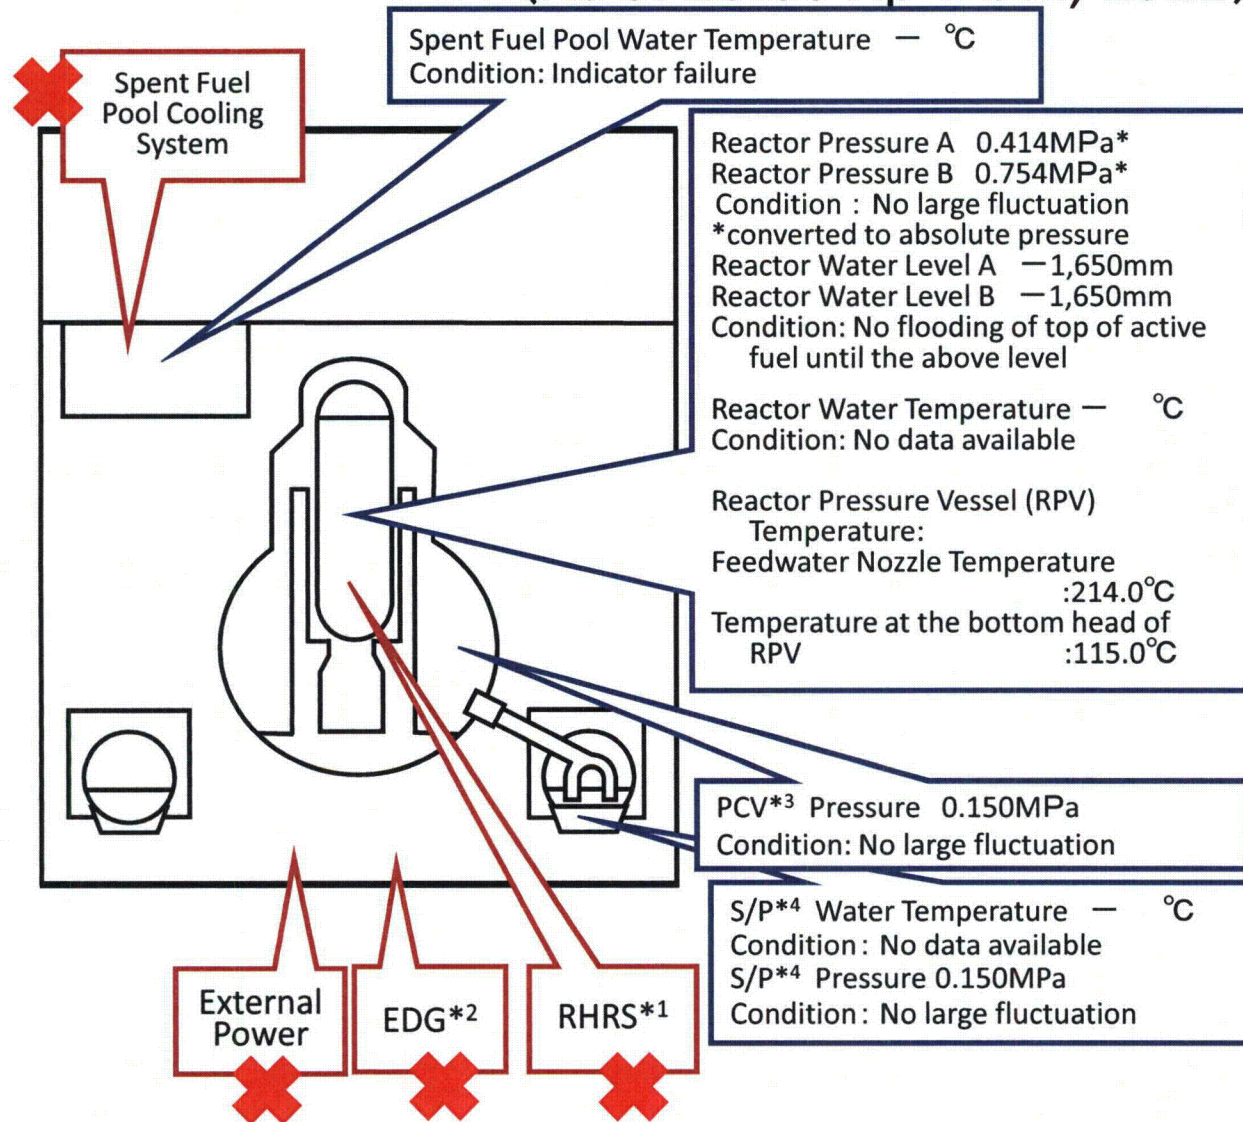 Spent Fuel Pool Water Temperature － ℃
Condition: Indicator failure
Spent Fuel
Pool Cooling
System
Reactor Pressure A 0.414MPa*
Reactor Pressure B 0.754MPa*
Condition : No large fluctuation
*converted to absolute pressure
Reactor Water Level A －1,650mm
Reactor Water Level B －1,650mm
Condition: No flooding of top of active
fuel until the above level
Reactor Water Temperature － ℃
Condition: No data available
Reactor Pressure Vessel (RPV)
Temperature:
Feedwater Nozzle Temperature
:214.0℃
Temperature at the bottom head of
RPV :115.0℃
PCV*3 Pressure 0.150MPa
Condition: No large fluctuation
S/P*4 Water Temperature － ℃
Condition : No data available
S/P*4 Pressure 0.150MPa
Condition : No large fluctuation
External
Power
EDG*2
RHRS*1